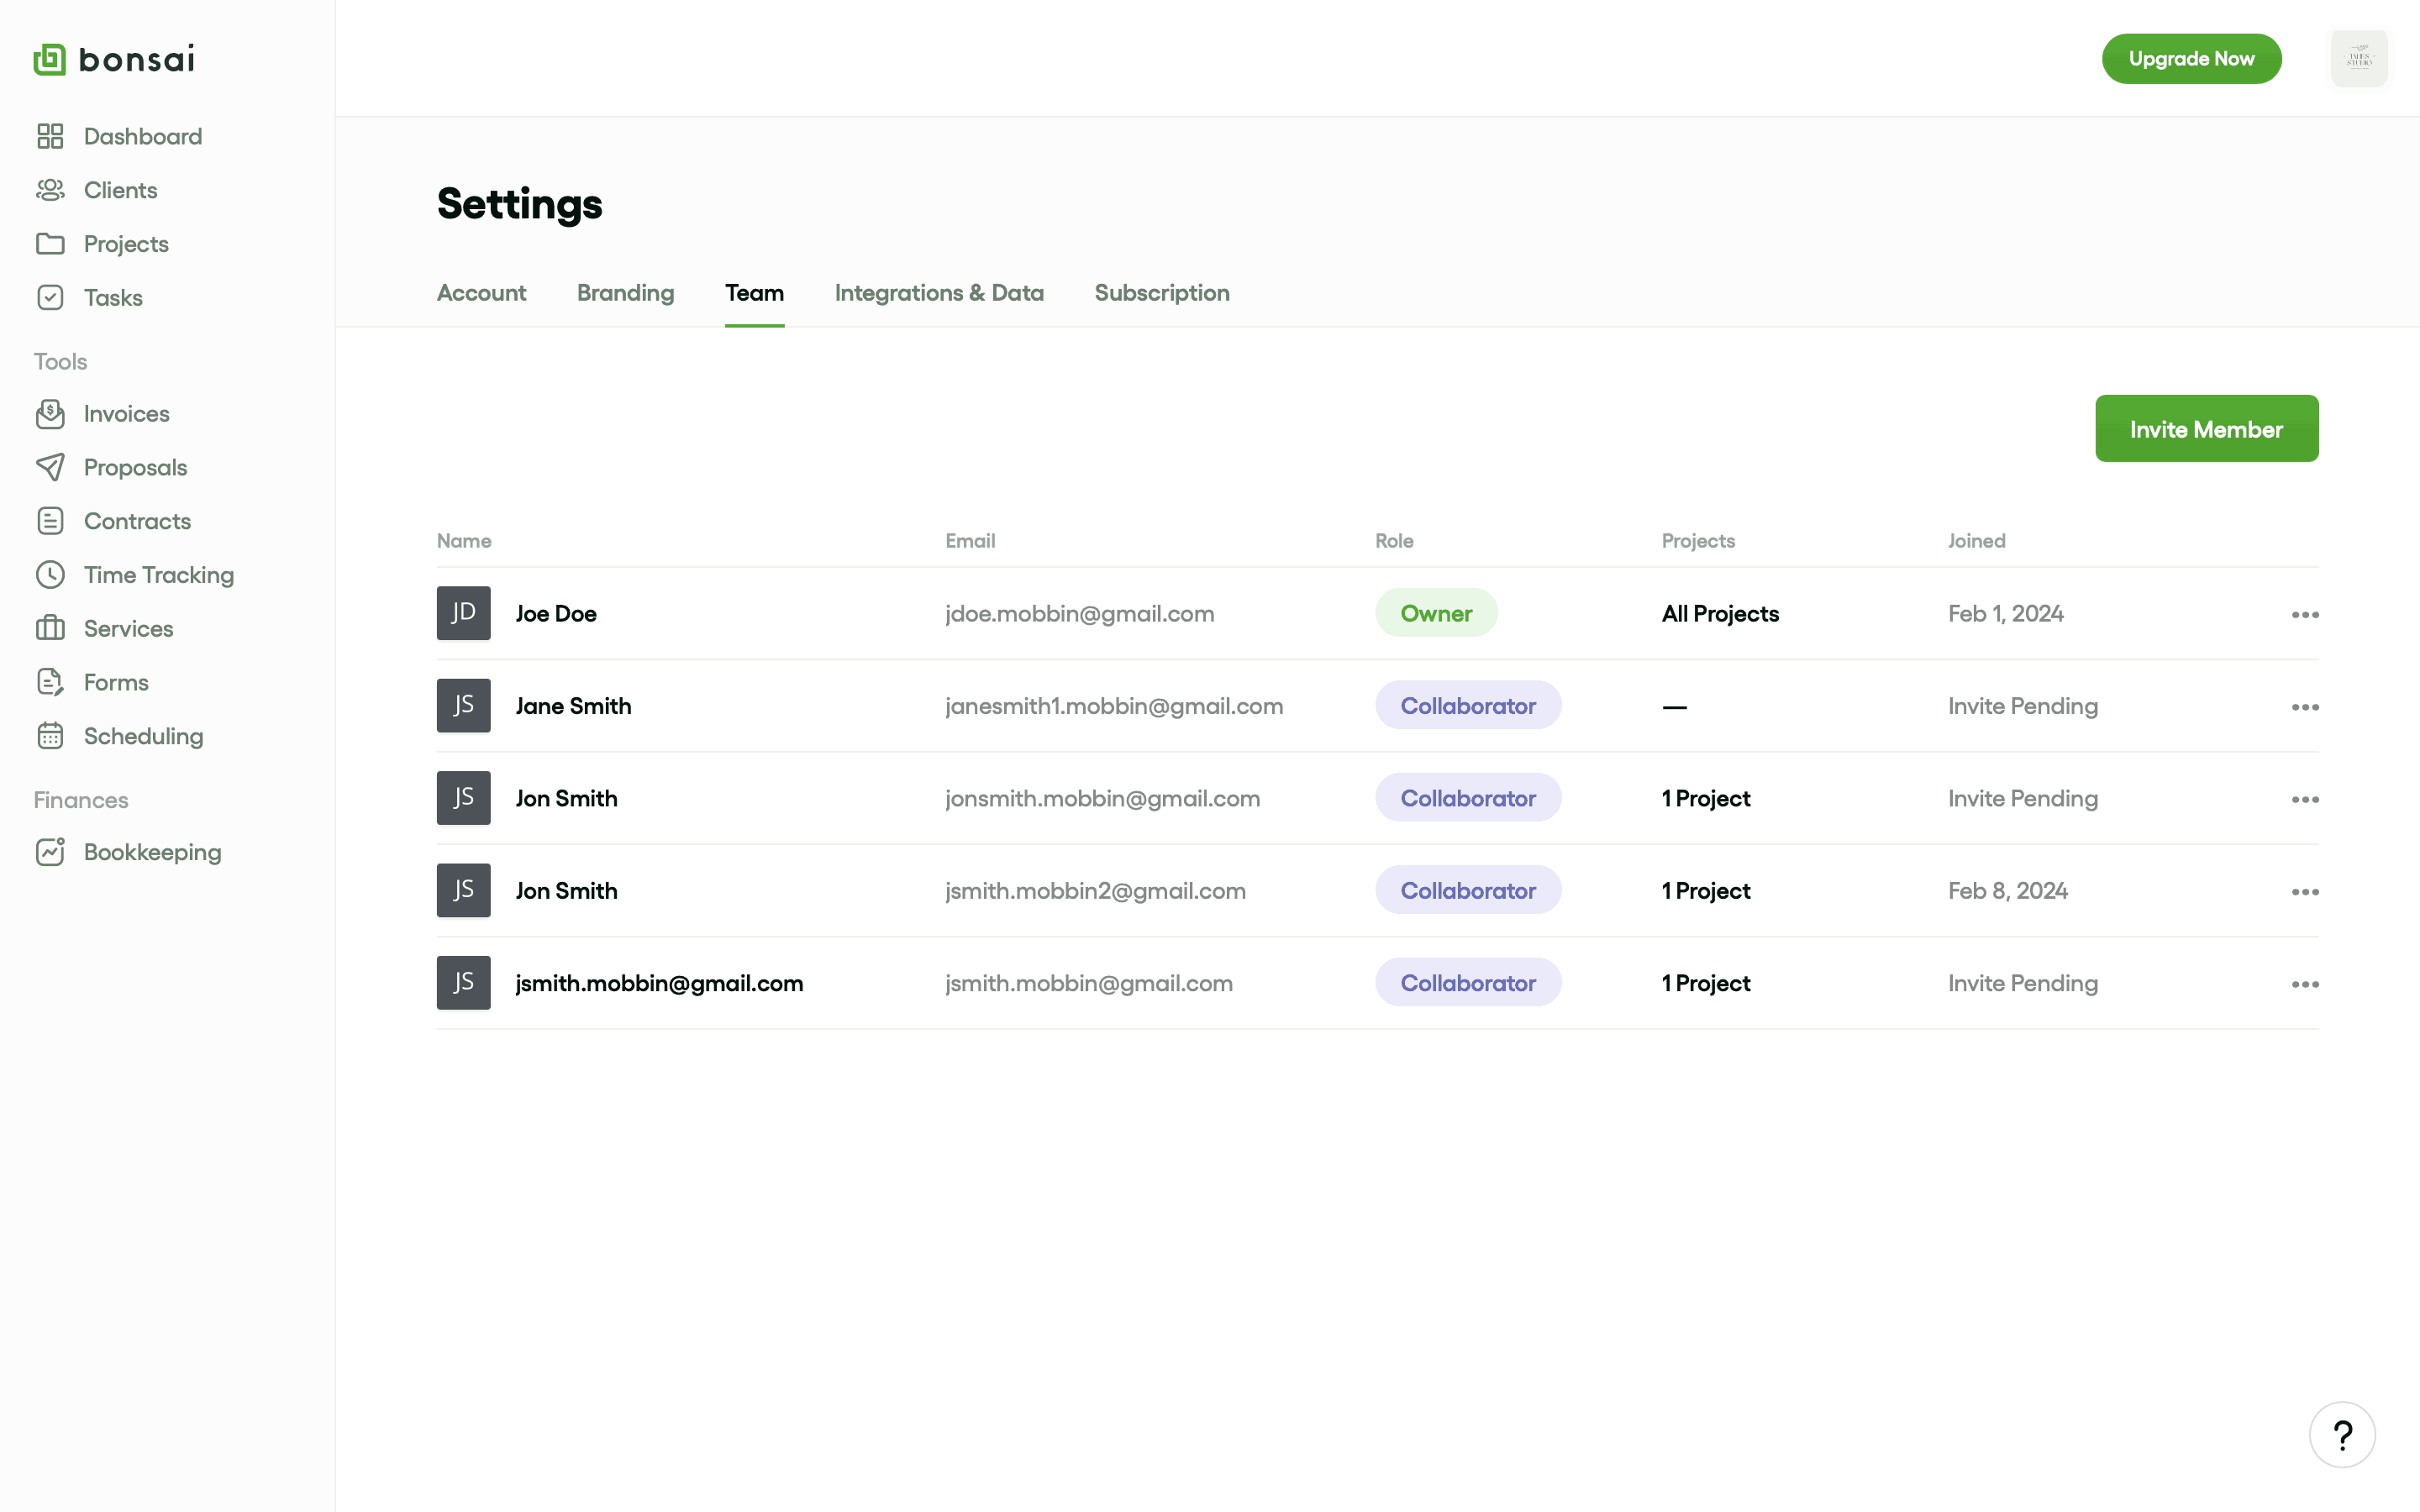 bonsai
Upgrade Now
Dashboard
Clients
Projects
Tasks
Tools
Invoices
Proposals
Contracts
Time Tracking
Services
Forms
Scheduling
Finances
Bookkeeping
Settings
Account Branding Team Integrations & Data Subscription
Invite Member
Name Email Role Projects Joined
JD Joe Doe jdoe.mobbin@gmail.com Owner All Projects Feb 1, 2024
JS Jane Smith janesmith1.mobbin@gmail.com Collaborator — Invite Pending
JS Jon Smith jonsmith.mobbin@gmail.com Collaborator 1 Project Invite Pending
JS Jon Smith jsmith.mobbin2@gmail.com Collaborator 1 Project Feb 8, 2024
JS jsmith.mobbin@gmail.com jsmith.mobbin@gmail.com Collaborator 1 Project Invite Pending
?